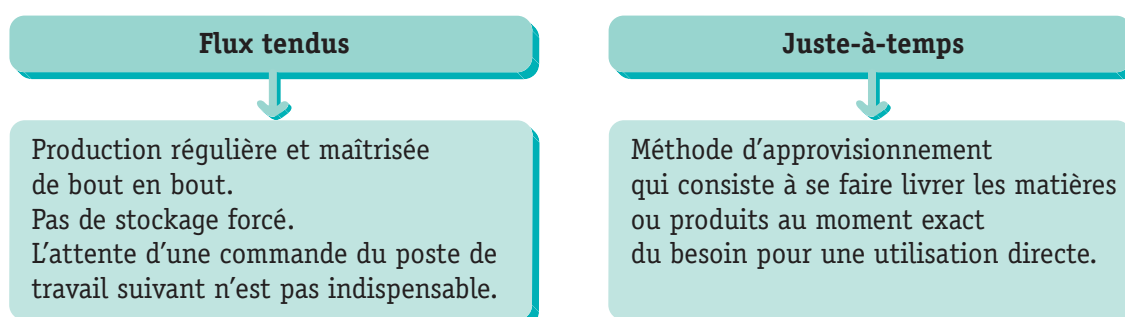 Flux tendus
Production régulière et maîtrisée
de bout en bout.
Pas de stockage forcé.
L'attente d'une commande du poste de
travail suivant n'est pas indispensable.
Juste-à-temps
Méthode d'approvisionnement
qui consiste à se faire livrer les matières
ou produits au moment exact
du besoin pour une utilisation directe.